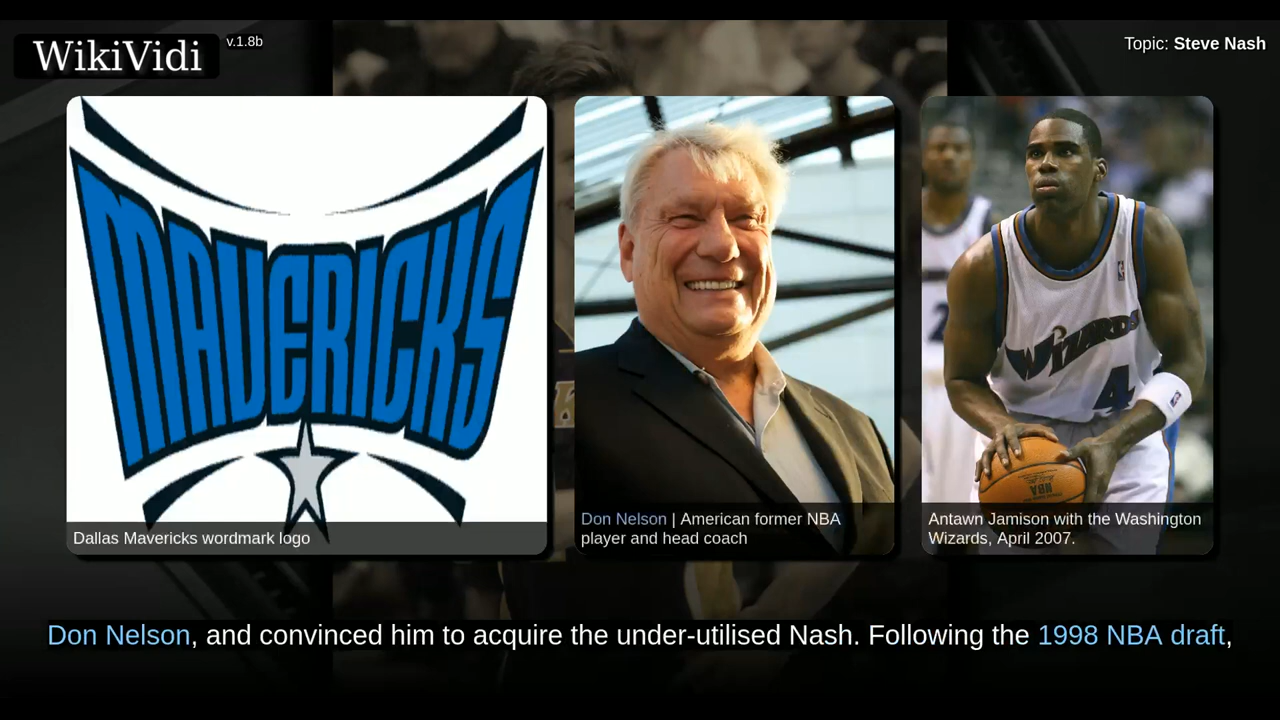 WikiVidi v.1.8b
Topic: Steve Nash
MAVERICKS
WIZARDS
4
2
NBA
Dallas Mavericks wordmark logo
Don Nelson | American former NBA
player and head coach
Antawn Jamison with the Washington
Wizards, April 2007.
Don Nelson, and convinced him to acquire the under-utilised Nash. Following the 1998 NBA draft,